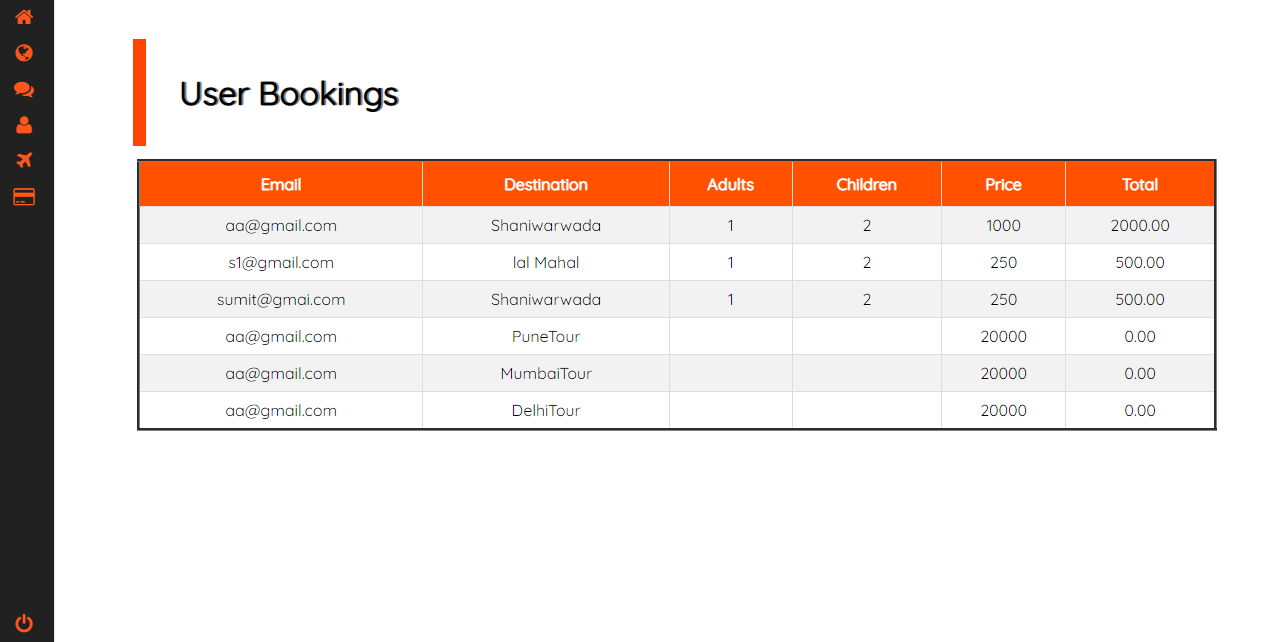 User Bookings
Email Destination Adults Children Price Total
aa@gmail.com Shaniwarwada 1 2 1000 2000.00
s1@gmail.com lal Mahal 1 2 250 500.00
sumit@gmai.com Shaniwarwada 1 2 250 500.00
aa@gmail.com PuneTour 20000 0.00
aa@gmail.com MumbaiTour 20000 0.00
aa@gmail.com DelhiTour 20000 0.00